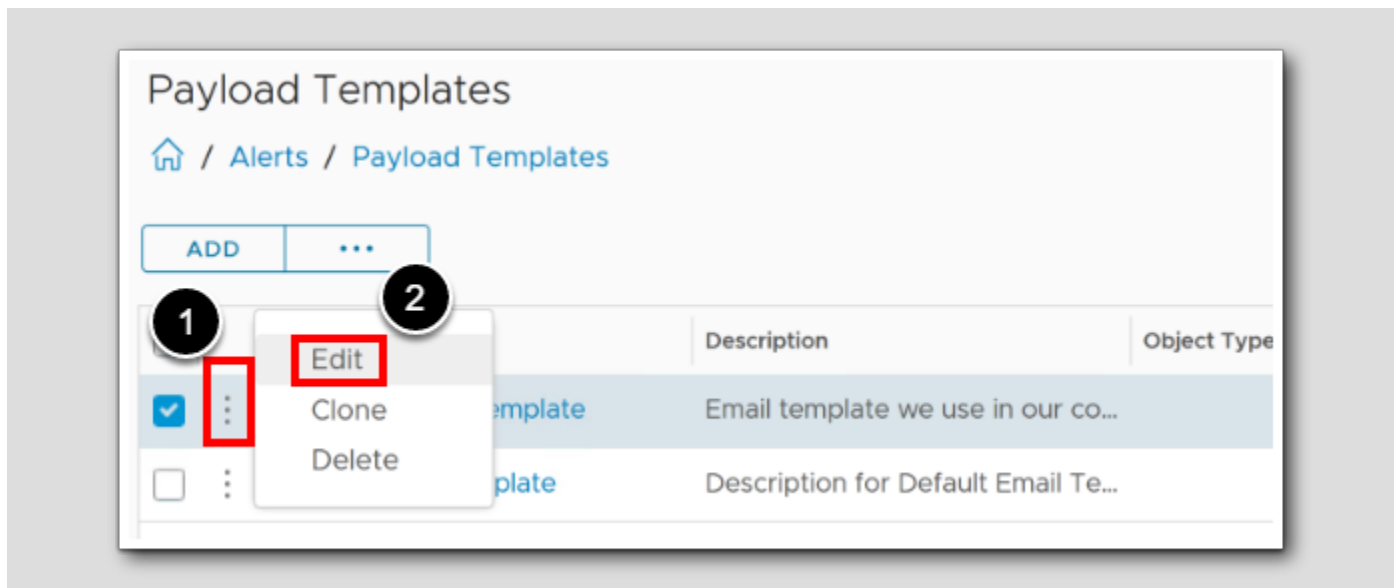 Payload Templates
/ Alerts / Payload Templates
ADD ...
1 2
Edit
Description Object Type
Clone
emplate Email template we use in our co...
Delete
plate Description for Default Email Te...